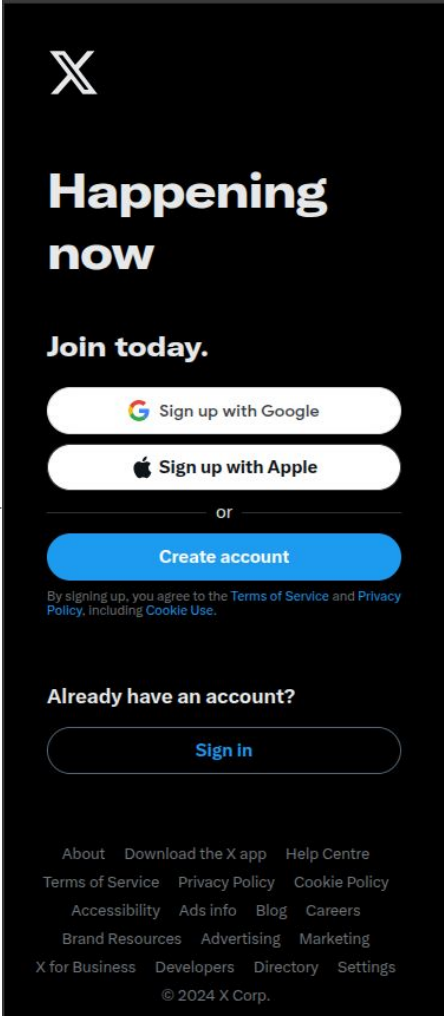 X
Happening
now
Join today.
Sign up with Google
Sign up with Apple
or
Create account
By signing up, you agree to the Terms of Service and Privacy
Policy, including Cookie Use.
Already have an account?
Sign in
About Download the X app Help Centre
Terms of Service Privacy Policy Cookie Policy
Accessibility Ads info Blog Careers
Brand Resources Advertising Marketing
X for Business Developers Directory Settings
© 2024 X Corp.